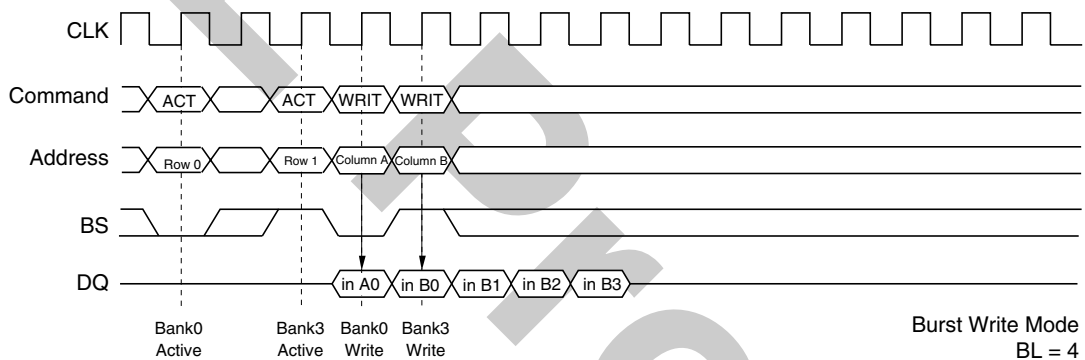 CLK
Command ACT ACT WRIT WRIT
Address Row 0 Row 1 Column A Column B
BS
DQ in A0 in B0 in B1 in B2 in B3
Bank0 Bank3 Bank0 Bank3
Active Active Write Write
Burst Write Mode
BL = 4